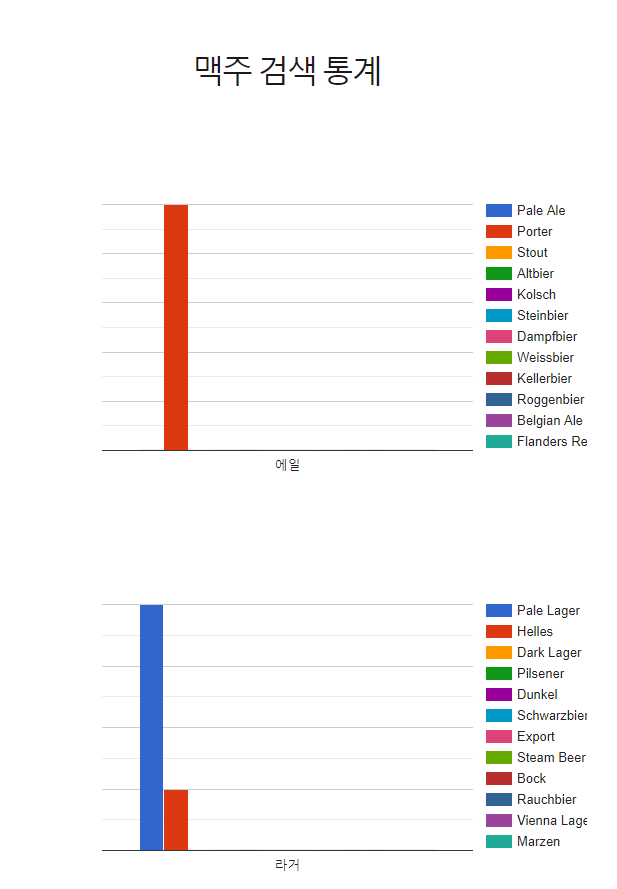 맥주 검색 통계
Pale Ale
Porter
Stout
Altbier
Kolsch
Steinbier
Dampfbier
Weissbier
Kellerbier
Roggenbier
Belgian Ale
Flanders Re
에일
Pale Lager
Helles
Dark Lager
Pilsener
Dunkel
Schwarzbier
Export
Steam Beer
Bock
Rauchbier
Vienna Lage
Marzen
라거